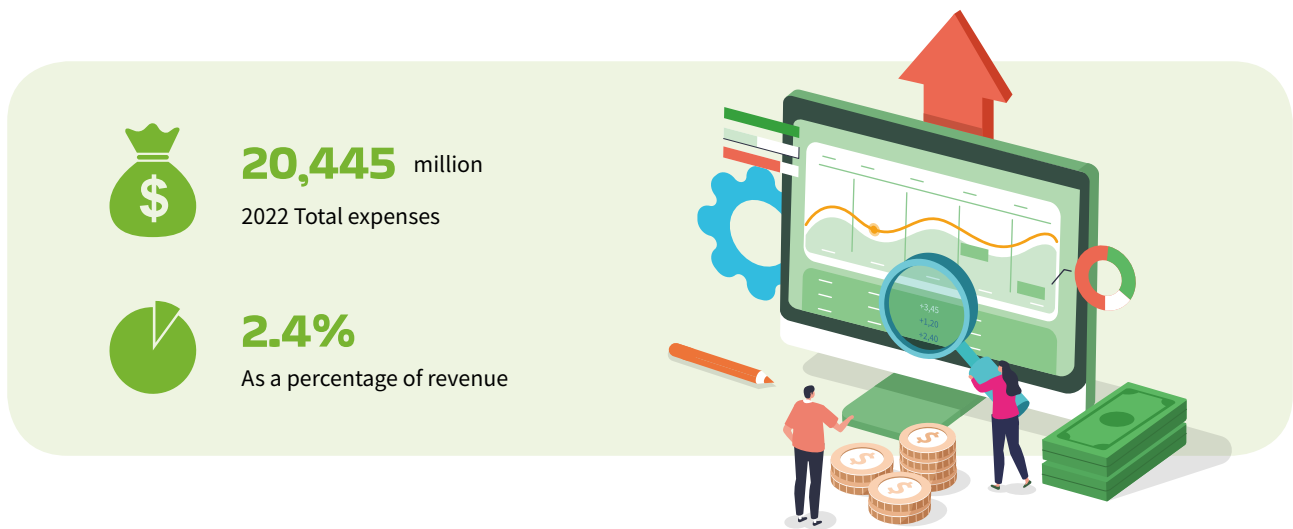 $
20,445 million
2022 Total expenses
2.4%
As a percentage of revenue
+3,45
+1,20
+2,40
$
$
$